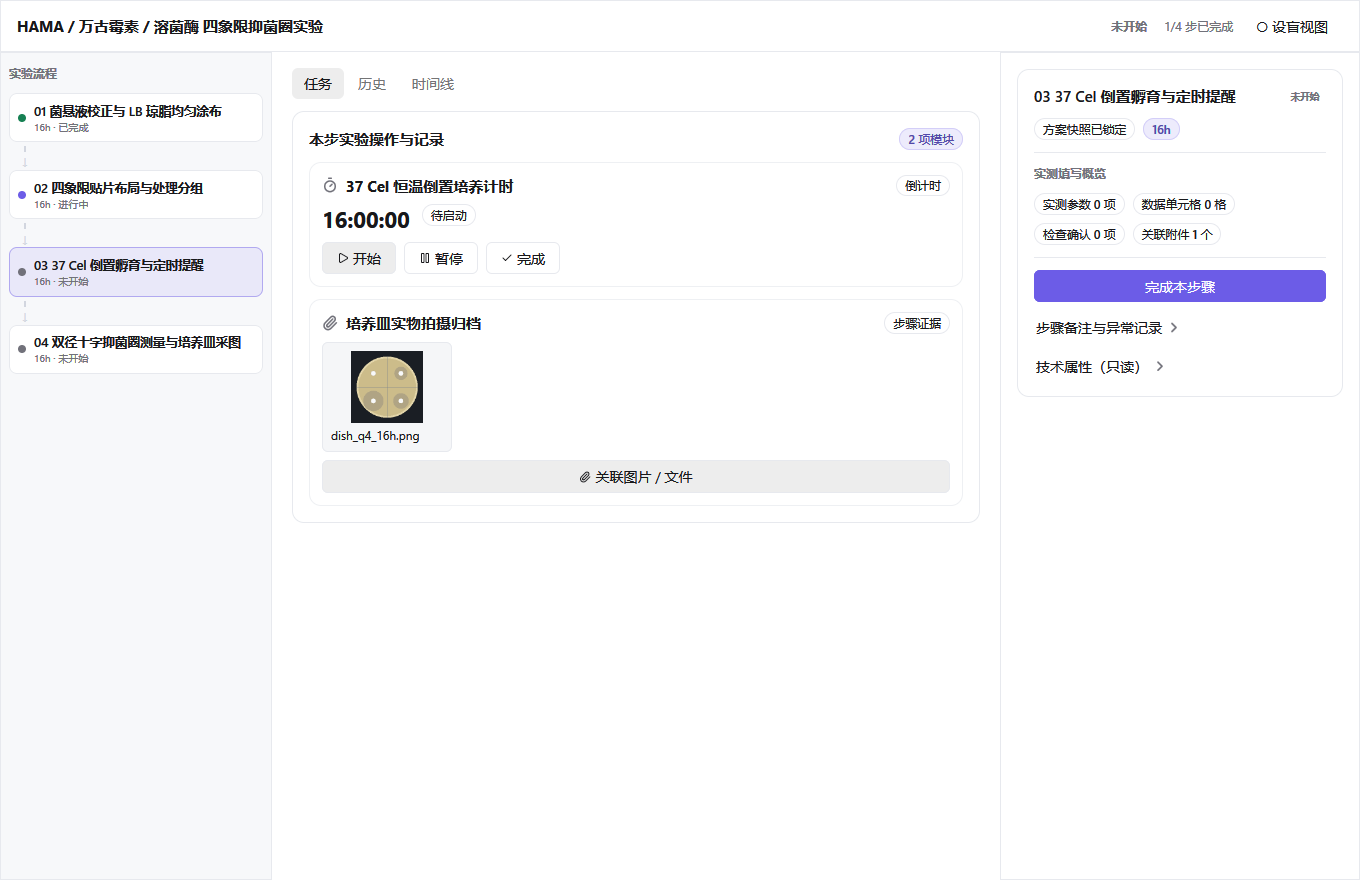 HAMA / 万古霉素 / 溶菌酶 四象限抑菌圈实验
未开始
1/4 步已完成
设盲视图
实验流程
01 菌悬液校正与 LB 琼脂均匀涂布
16h · 已完成
02 四象限贴片布局与处理分组
16h · 进行中
03 37 Cel 倒置孵育与定时提醒
16h · 未开始
04 双径十字抑菌圈测量与培养皿采图
16h · 未开始
任务
历史
时间线
本步实验操作与记录
2 项模块
37 Cel 恒温倒置培养计时
倒计时
16:00:00
待启动
开始
暂停
完成
培养皿实物拍摄归档
步骤证据
dish_q4_16h.png
关联图片 / 文件
03 37 Cel 倒置孵育与定时提醒
未开始
方案快照已锁定
16h
实测填写概览
实测参数 0 项
数据单元格 0 格
检查确认 0 项
关联附件 1 个
完成本步骤
步骤备注与异常记录
技术属性（只读）